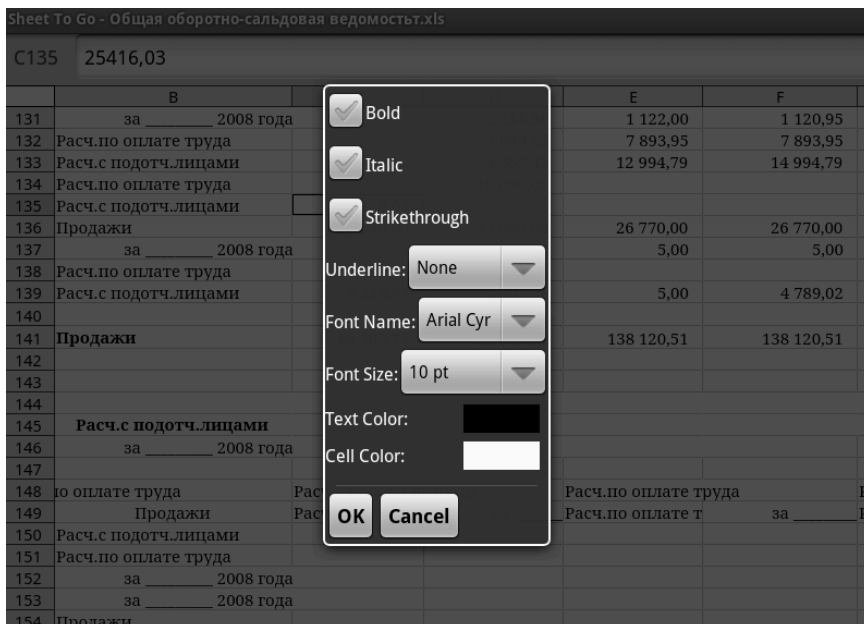 Sheet To Go - Общая оборотно-сальдовая ведомостьт.xls
C135 25416,03
B E F
131 за ________ 2008 года 1 122,00 1 120,95
132 Расч.по оплате труда 7 893,95 7 893,95
133 Расч.с подотч.лицами 12 994,79 14 994,79
134 Расч.по оплате труда
135 Расч.с подотч.лицами
136 Продажи 26 770,00 26 770,00
137 за ________ 2008 года 5,00 5,00
138 Расч.по оплате труда
139 Расч.с подотч.лицами 5,00 4 789,02
140
141 Продажи 138 120,51 138 120,51
142
143
144
145 Расч.с подотч.лицами
146 за ________ 2008 года
147
148 ю оплате труда Рас Расч.по оплате труда
149 Продажи Рас Расч.по оплате т за
150 Расч.с подотч.лицами
151 Расч.по оплате труда
152 за ________ 2008 года
153 за ________ 2008 года
154 Продажи
Bold
Italic
Strikethrough
Underline: None
Font Name: Arial Cyr
Font Size: 10 pt
Text Color:
Cell Color:
OK Cancel